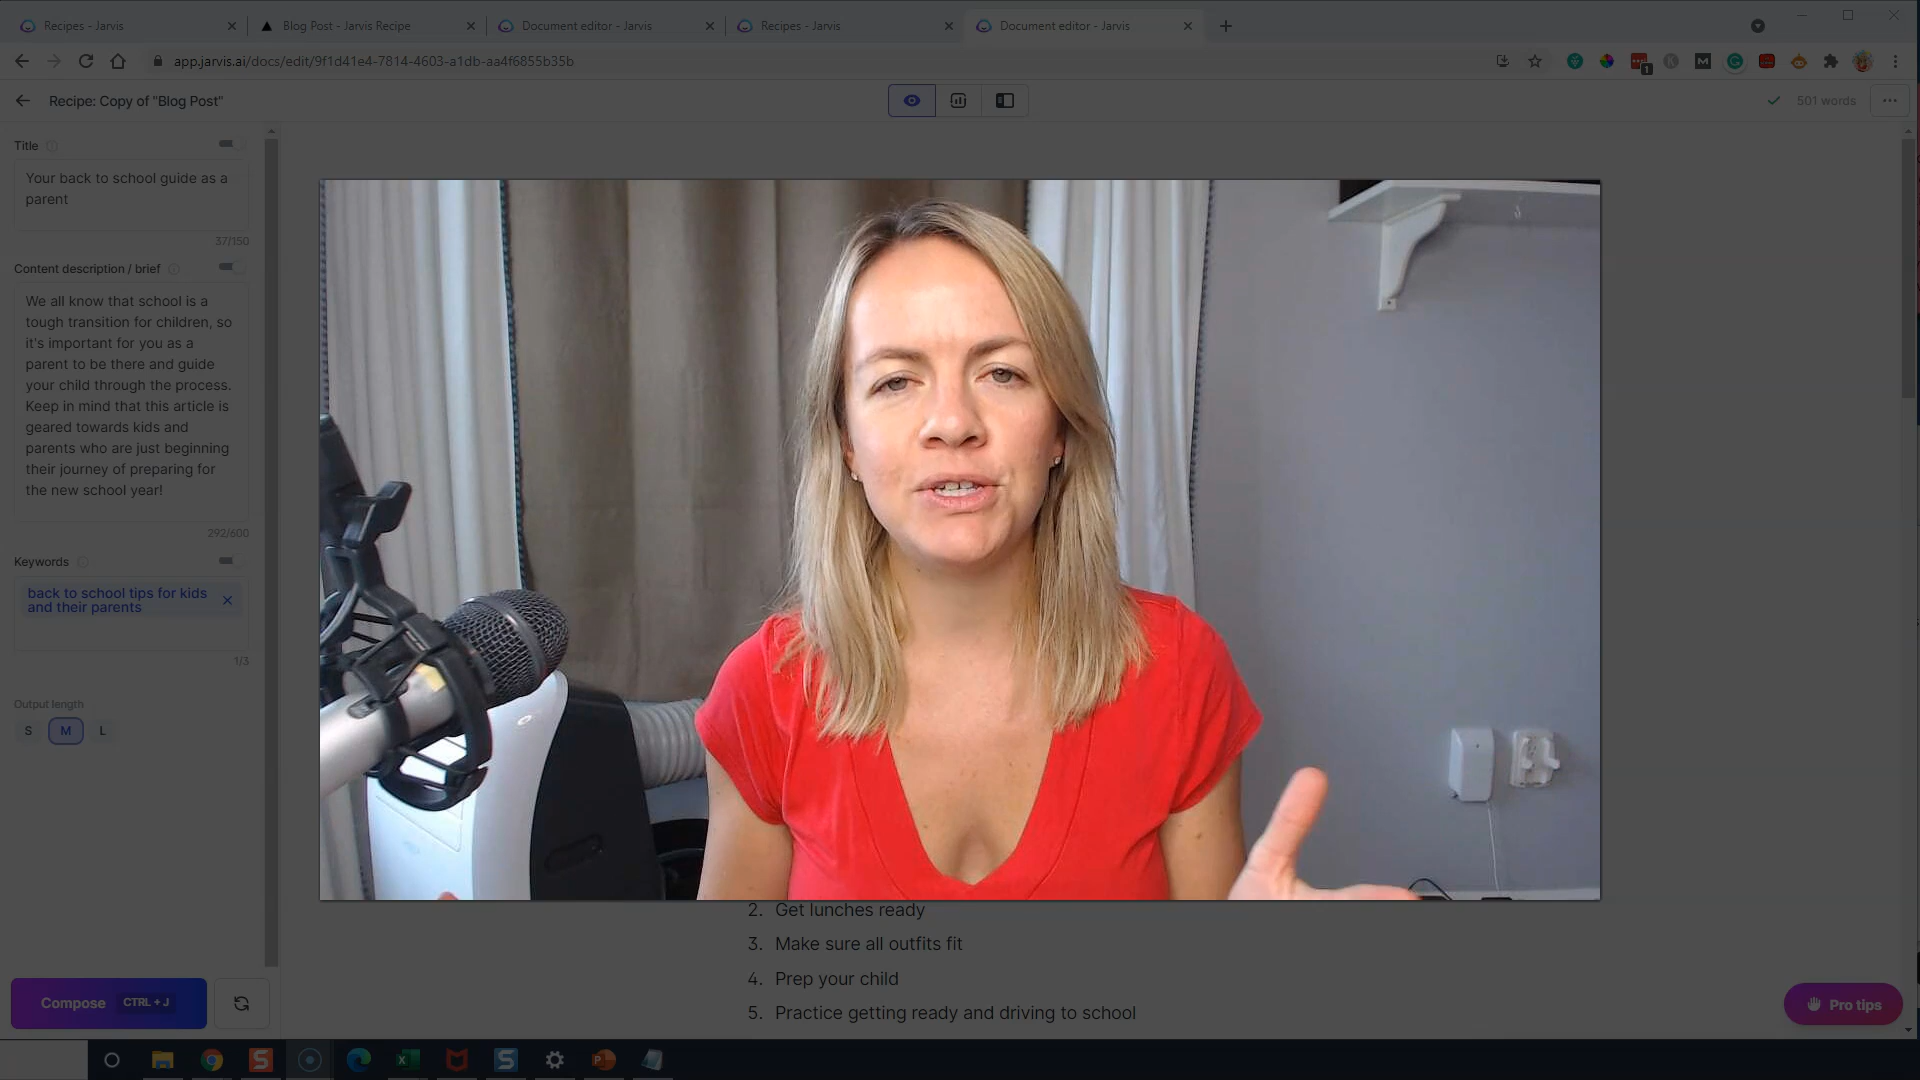 Recipes - Jarvis
Blog Post - Jarvis Recipe
Document editor - Jarvis
Recipes - Jarvis
Document editor - Jarvis
app.jarvis.ai/docs/edit/9f1d41e4-7814-4603-a1db-aa4f6855b35b
1
Recipe: Copy of "Blog Post"
501 words
Title
Your back to school guide as a
parent
37/150
Content description / brief
We all know that school is a
tough transition for children, so
it's important for you as a
parent to be there and guide
your child through the process.
Keep in mind that this article is
geared towards kids and
parents who are just beginning
their journey of preparing for
the new school year!
292/600
Keywords
back to school tips for kids
and their parents
1/3
Output length
S M L
2. Get lunches ready
3. Make sure all outfits fit
4. Prep your child
5. Practice getting ready and driving to school
Compose CTRL + J
Pro tips